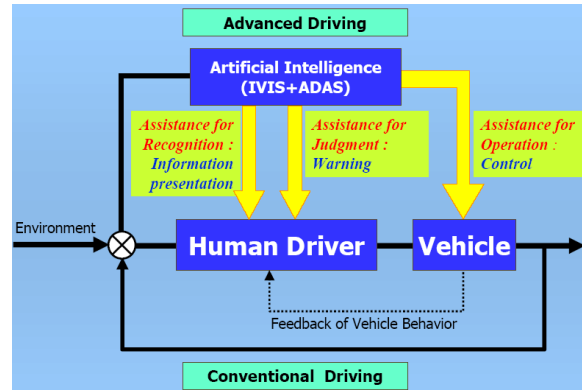 Advanced Driving
Artificial Intelligence
(IVIS+ADAS)
Assistance for
Recognition :
Information
presentation
Assistance for
Judgment :
Warning
Assistance for
Operation :
Control
Environment
Human Driver
Vehicle
Feedback of Vehicle Behavior
Conventional Driving